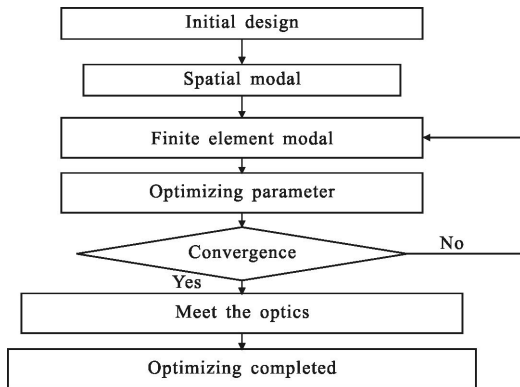 Initial design
Spatial modal
Finite element modal
Optimizing parameter
Convergence
No
Yes
Meet the optics
Optimizing completed